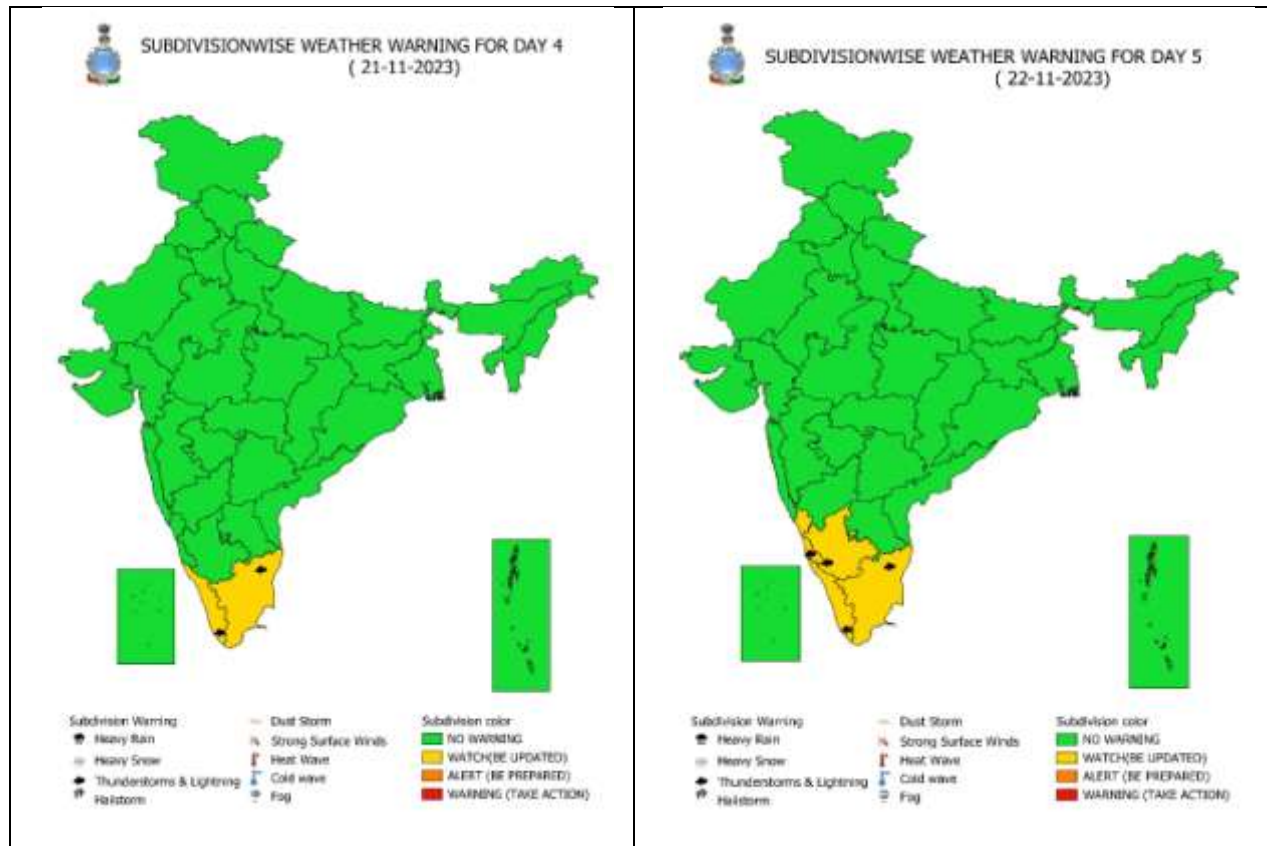 SUBDIVISIONWISE WEATHER WARNING FOR DAY 4
( 21-11-2023)
Subdivision Warning
Heavy Rain
Heavy Snow
Thunderstorms & Lightning
Hailstorm
Dust Storm
Strong Surface Winds
Heat Wave
Cold wave
Fog
Subdivision color
NO WARNING
WATCH(BE UPDATED)
ALERT (BE PREPARED)
WARNING (TAKE ACTION)
SUBDIVISIONWISE WEATHER WARNING FOR DAY 5
( 22-11-2023)
Subdivision Warning
Heavy Rain
Heavy Snow
Thunderstorms & Lightning
Hailstorm
Dust Storm
Strong Surface Winds
Heat Wave
Cold wave
Fog
Subdivision color
NO WARNING
WATCH(BE UPDATED)
ALERT (BE PREPARED)
WARNING (TAKE ACTION)